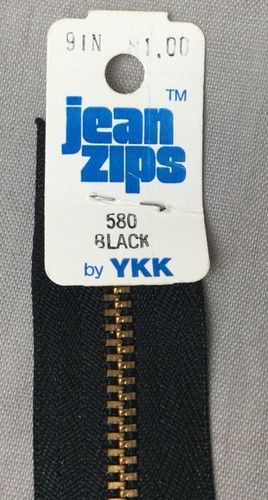 9IN $1.00
jean TM
zips
580
BLACK
by YKK